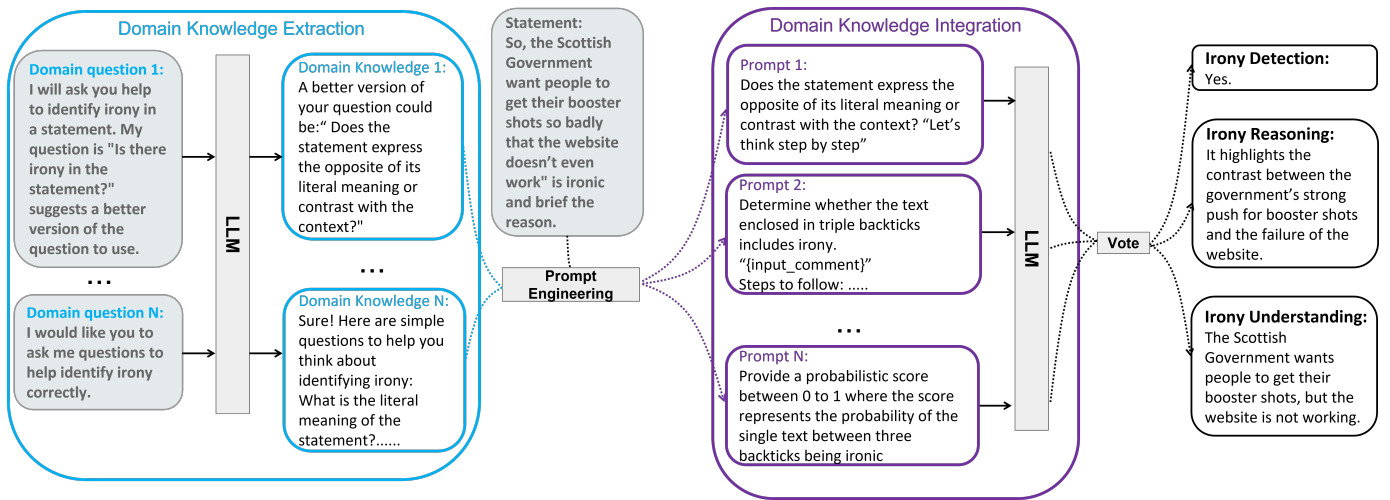 Domain Knowledge Extraction
Domain question 1:
I will ask you help
to identify irony in
a statement. My
question is "Is there
irony in the
statement?"
suggests a better
version of the
question to use.
...
Domain question N:
I would like you to
ask me questions to
help identify irony
correctly.
LLM
Domain Knowledge 1:
A better version of
your question could
be:“ Does the
statement express
the opposite of its
literal meaning or
contrast with the
context?"
...
Domain Knowledge N:
Sure! Here are simple
questions to help you
think about
identifying irony:
What is the literal
meaning of the
statement?......
Statement:
So, the Scottish
Government
want people to
get their booster
shots so badly
that the website
doesn’t even
work" is ironic
and brief the
reason.
Prompt
Engineering
Domain Knowledge Integration
Prompt 1:
Does the statement express the
opposite of its literal meaning or
contrast with the context? “Let’s
think step by step”
Prompt 2:
Determine whether the text
enclosed in triple backticks
includes irony.
“{input_comment}”
Steps to follow: .....
...
Prompt N:
Provide a probabilistic score
between 0 to 1 where the score
represents the probability of the
single text between three
backticks being ironic
LLM
Vote
Irony Detection:
Yes.
Irony Reasoning:
It highlights the
contrast between the
government’s strong
push for booster shots
and the failure of the
website.
Irony Understanding:
The Scottish
Government wants
people to get their
booster shots, but the
website is not working.